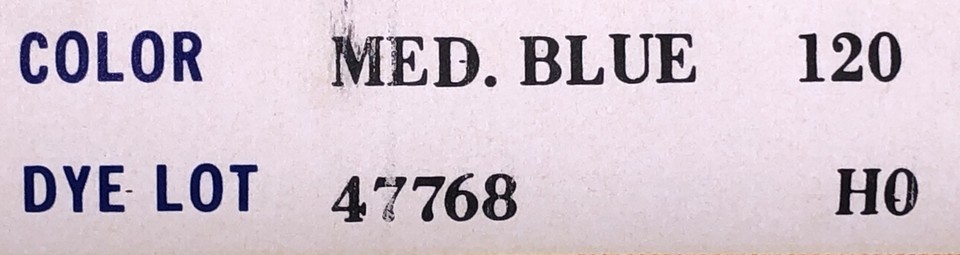 COLOR MED. BLUE 120
DYE LOT 47768 H0